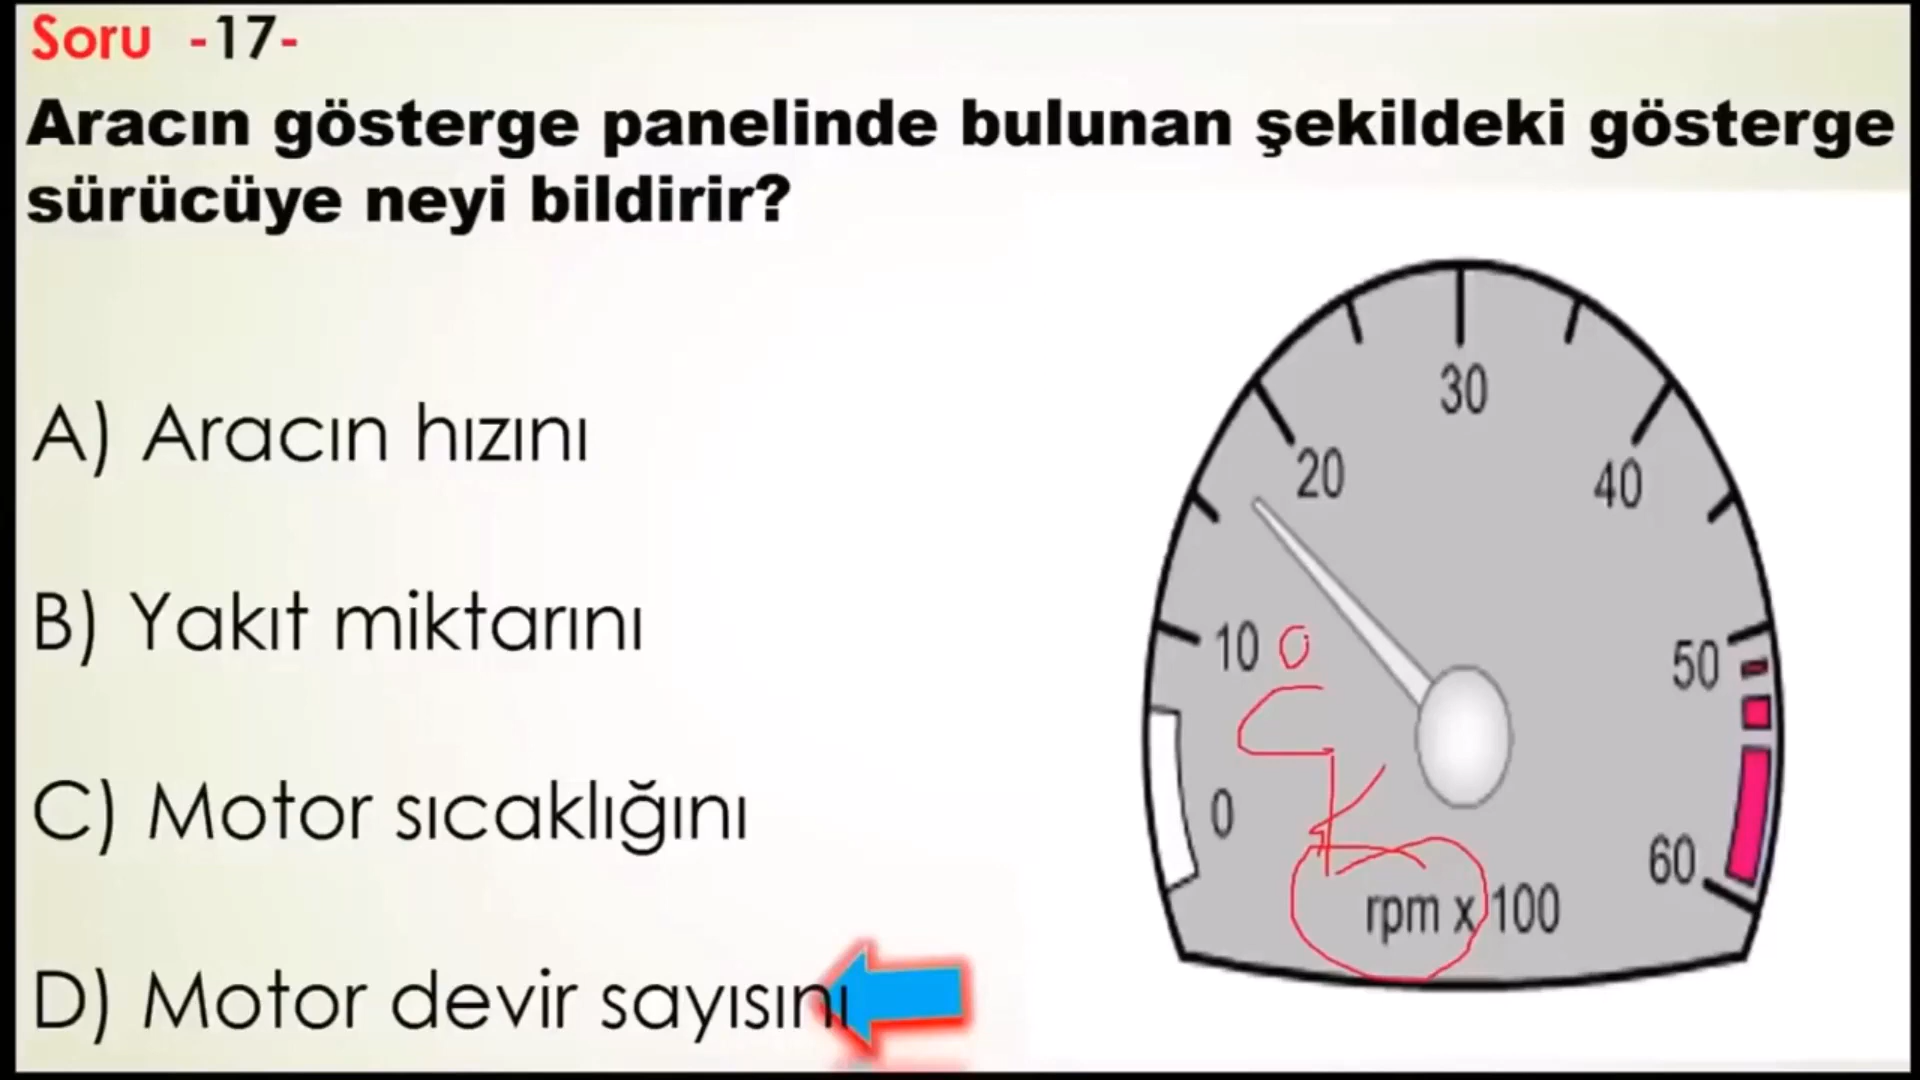 Soru -17-
Aracın gösterge panelinde bulunan şekildeki gösterge
sürücüye neyi bildirir?
A) Aracın hızını
B) Yakıt miktarını
C) Motor sıcaklığını
D) Motor devir sayısını
30
20
40
10 0
50
0
60
rpm x 100